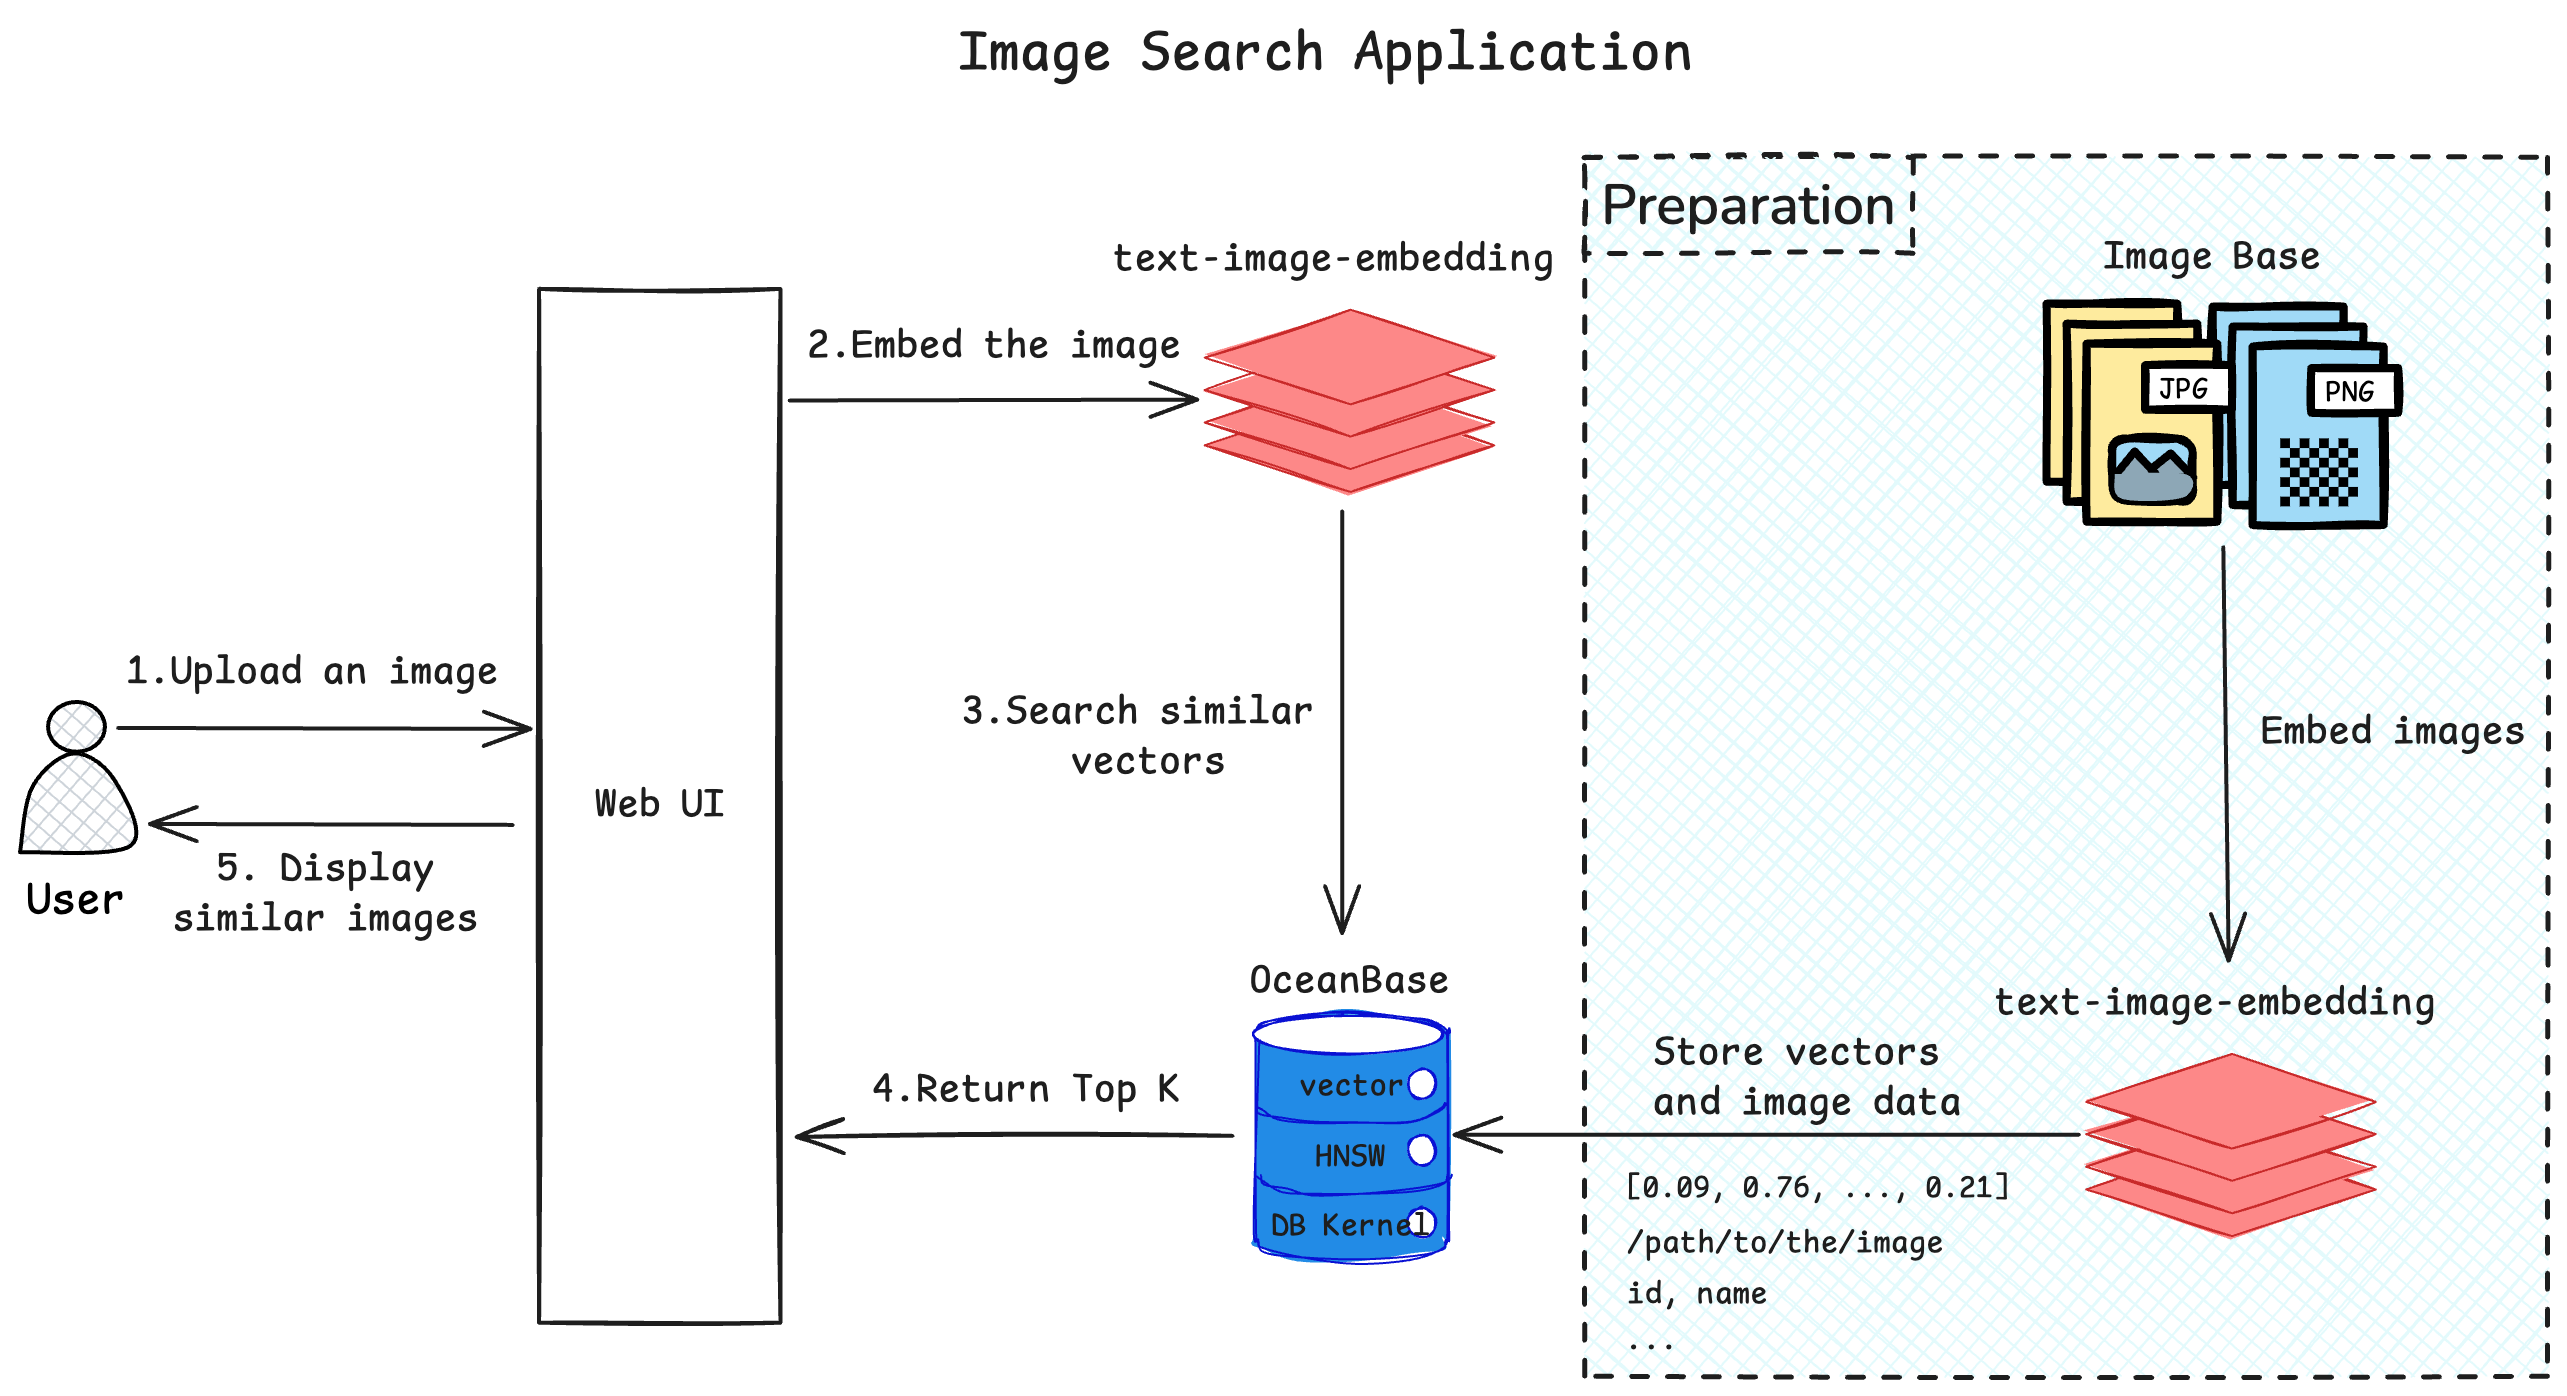 Image Search Application
Preparation
text-image-embedding
Image Base
2.Embed the image
JPG
PNG
1.Upload an image
3.Search similar
vectors
Embed images
Web UI
5. Display
similar images
User
OceanBase
text-image-embedding
vector
HNSW
DB Kernel
4.Return Top K
Store vectors
and image data
[0.09, 0.76, ..., 0.21]
/path/to/the/image
id, name
...